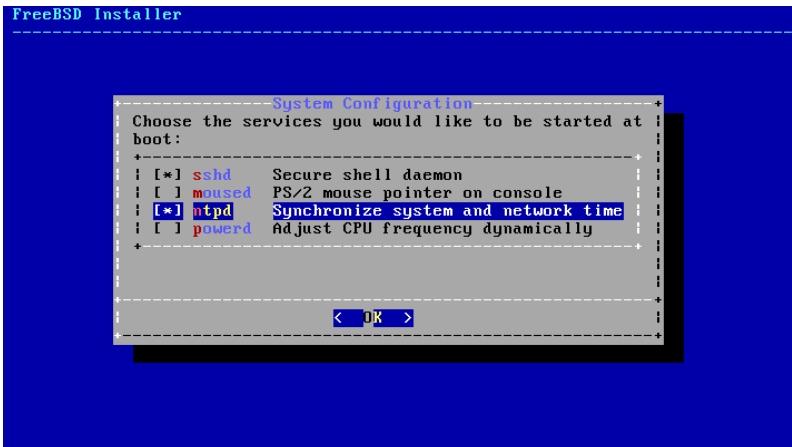 FreeBSD Installer
System Configuration
Choose the services you would like to be started at
boot:
[*] sshd Secure shell daemon
[ ] moused PS/2 mouse pointer on console
[*] ntpd Synchronize system and network time
[ ] powerd Adjust CPU frequency dynamically
< OK >